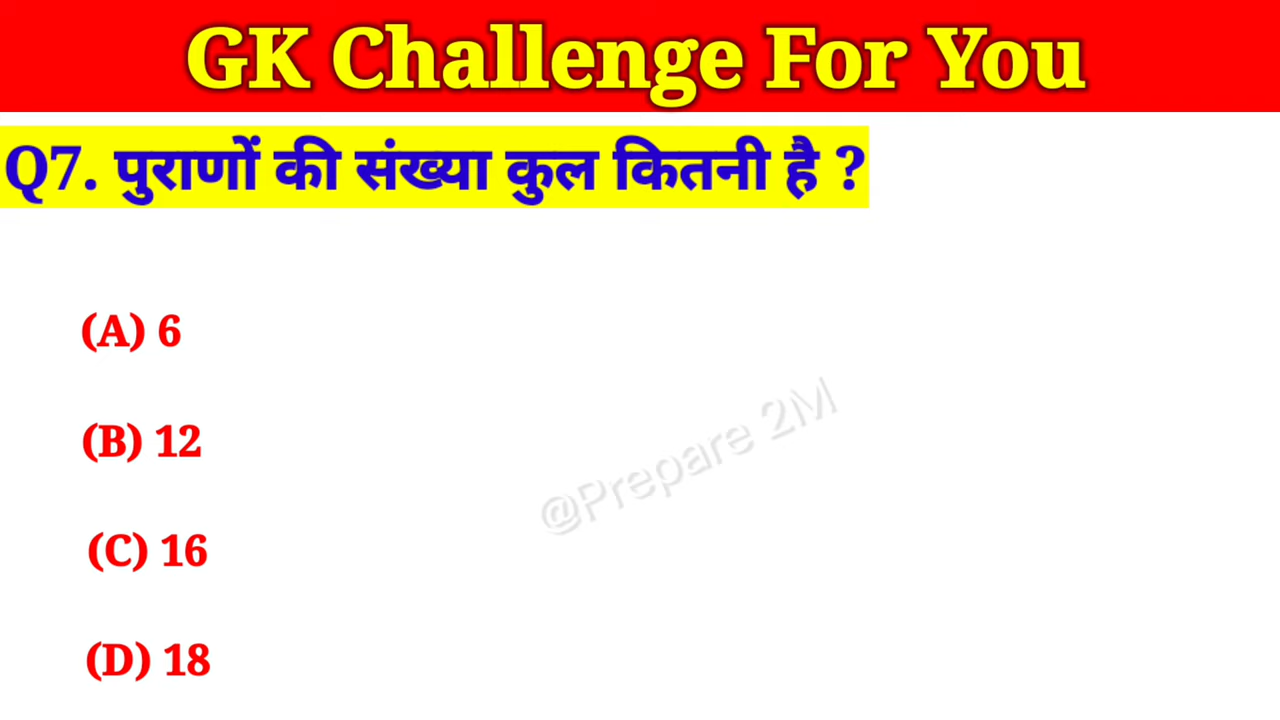 GK Challenge For You
Q7. पुराणों की संख्या कुल कितनी है ?
(A) 6
(B) 12
@Prepare 2M
(C) 16
(D) 18